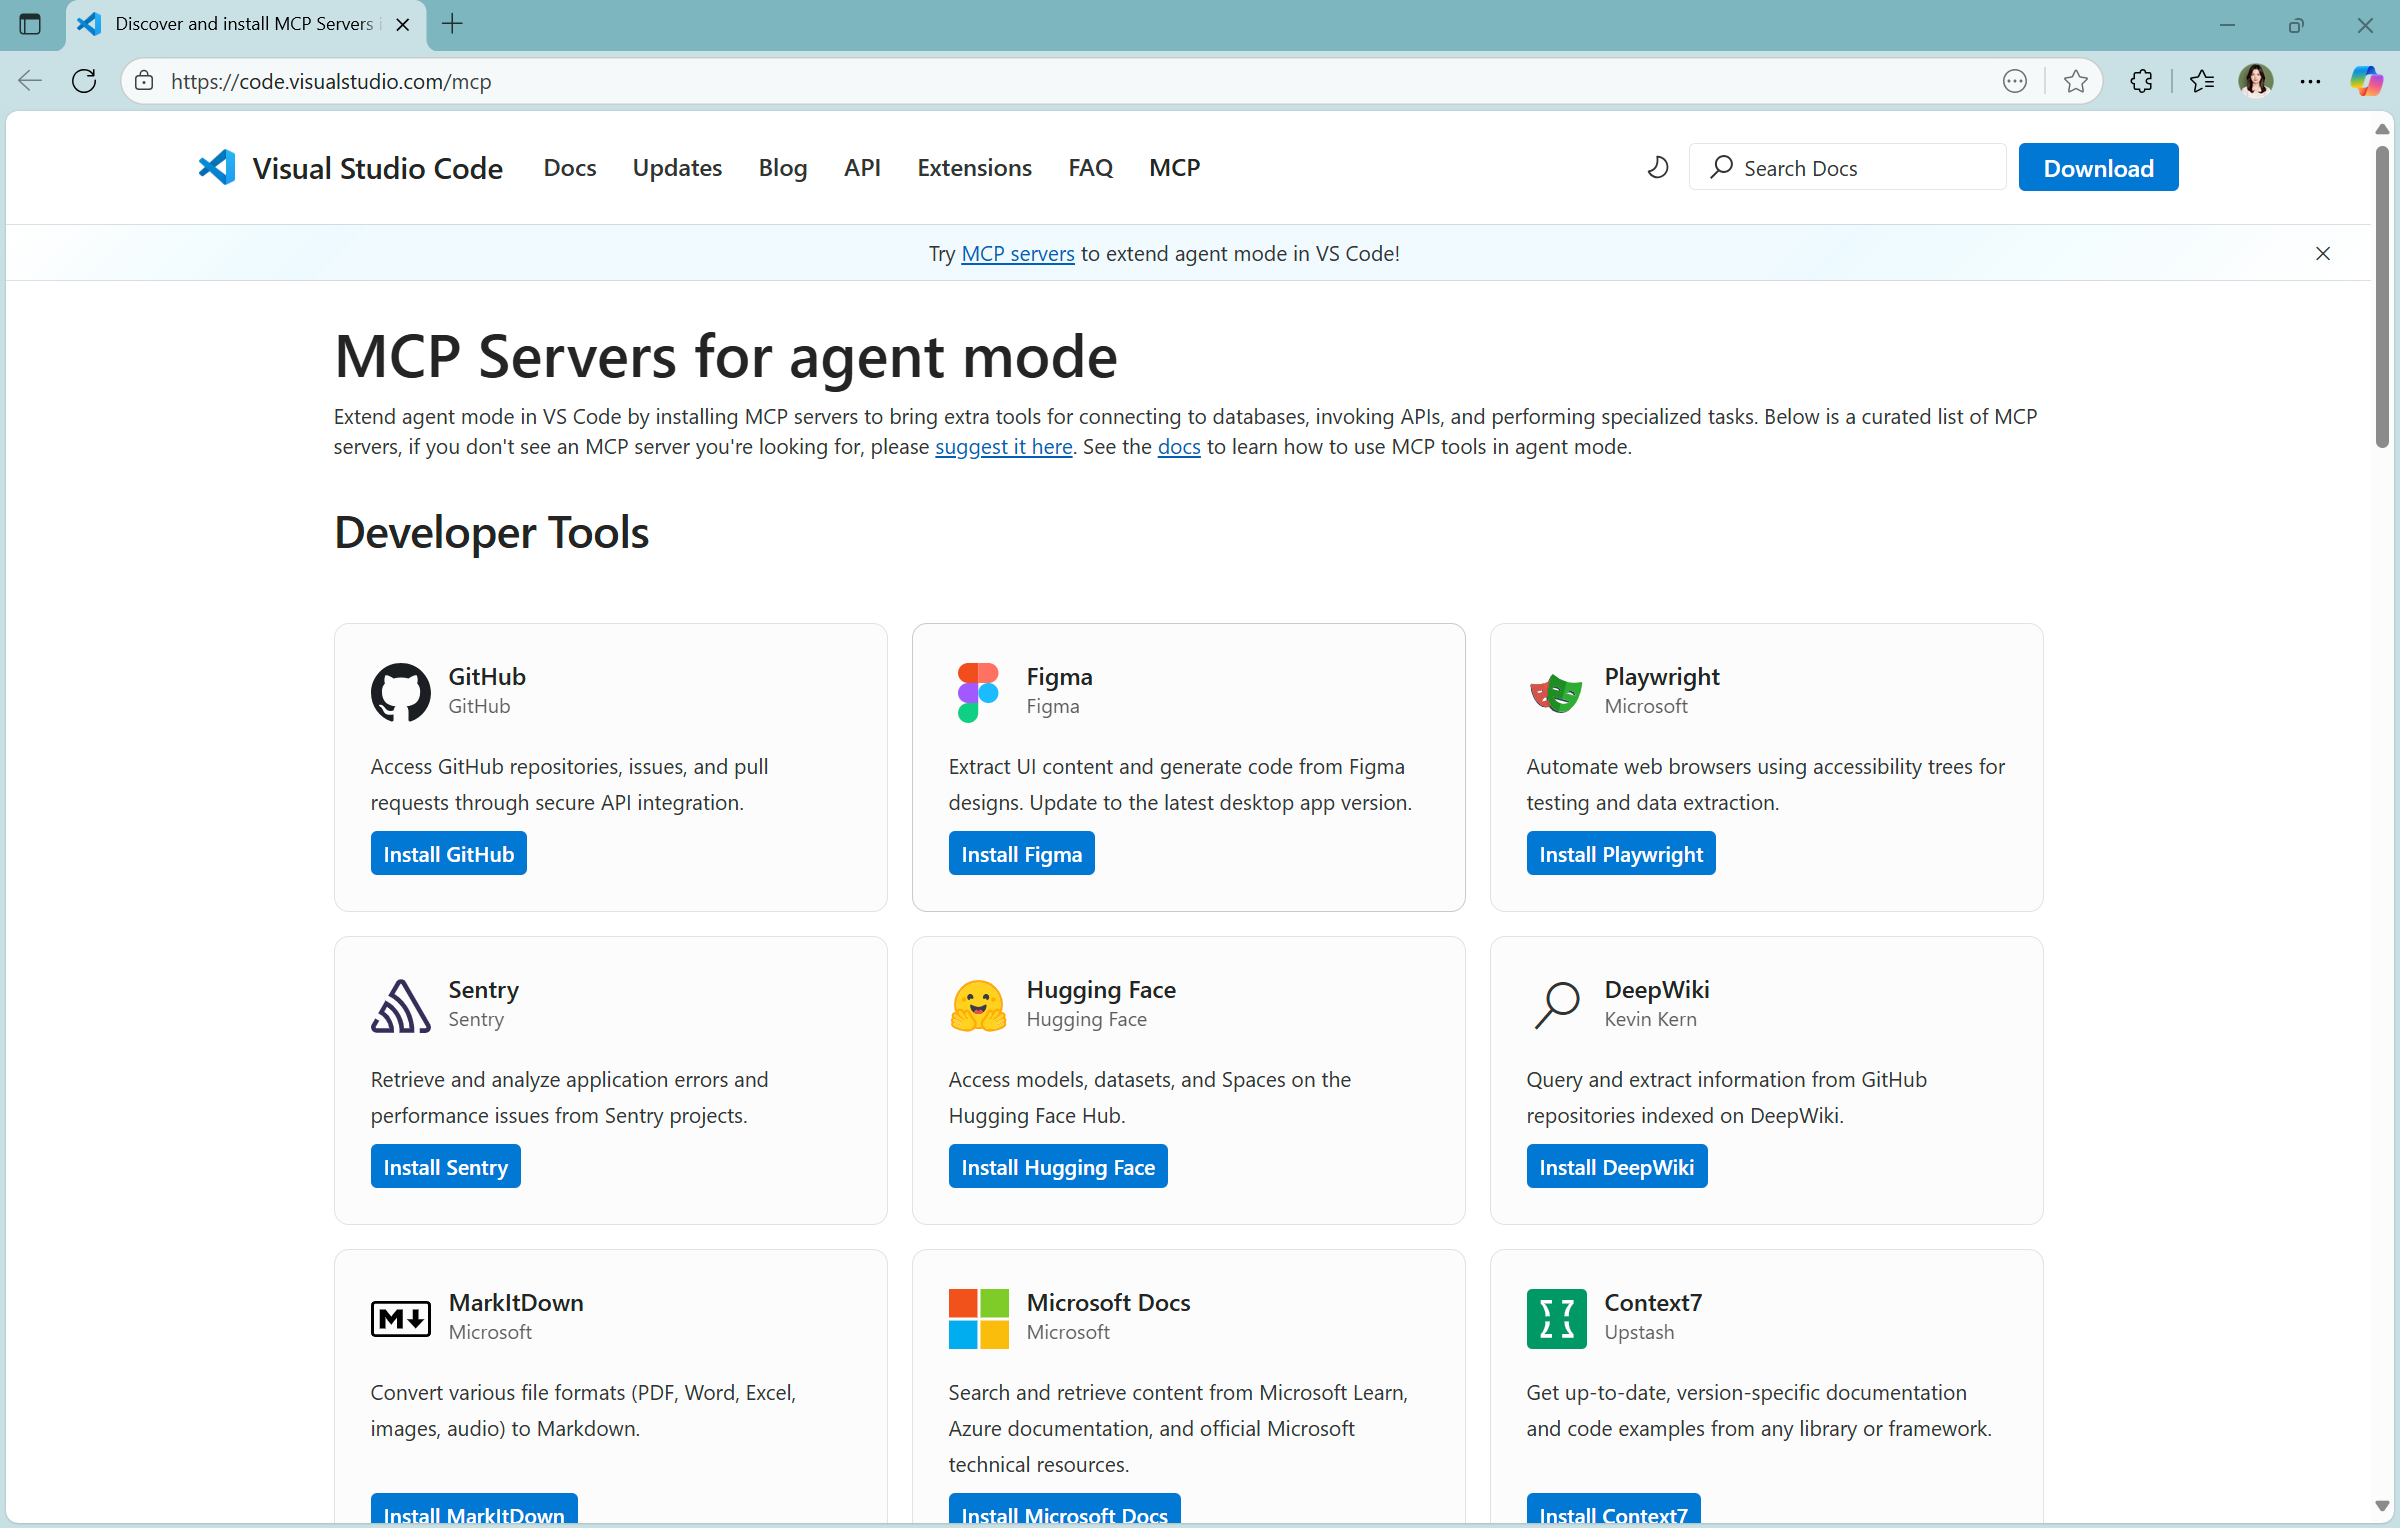 Discover and install MCP Servers i
https://code.visualstudio.com/mcp
Visual Studio Code
Docs
Updates
Blog
API
Extensions
FAQ
MCP
Search Docs
Download
Try MCP servers to extend agent mode in VS Code!
MCP Servers for agent mode
Extend agent mode in VS Code by installing MCP servers to bring extra tools for connecting to databases, invoking APIs, and performing specialized tasks. Below is a curated list of MCP
servers, if you don't see an MCP server you're looking for, please suggest it here. See the docs to learn how to use MCP tools in agent mode.
Developer Tools
GitHub
GitHub
Access GitHub repositories, issues, and pull
requests through secure API integration.
Install GitHub
Figma
Figma
Extract UI content and generate code from Figma
designs. Update to the latest desktop app version.
Install Figma
Playwright
Microsoft
Automate web browsers using accessibility trees for
testing and data extraction.
Install Playwright
Sentry
Sentry
Retrieve and analyze application errors and
performance issues from Sentry projects.
Install Sentry
Hugging Face
Hugging Face
Access models, datasets, and Spaces on the
Hugging Face Hub.
Install Hugging Face
DeepWiki
Kevin Kern
Query and extract information from GitHub
repositories indexed on DeepWiki.
Install DeepWiki
MarkItDown
Microsoft
Convert various file formats (PDF, Word, Excel,
images, audio) to Markdown.
Install MarkItDown
Microsoft Docs
Microsoft
Search and retrieve content from Microsoft Learn,
Azure documentation, and official Microsoft
technical resources.
Install Microsoft Docs
Context7
Upstash
Get up-to-date, version-specific documentation
and code examples from any library or framework.
Install Context7